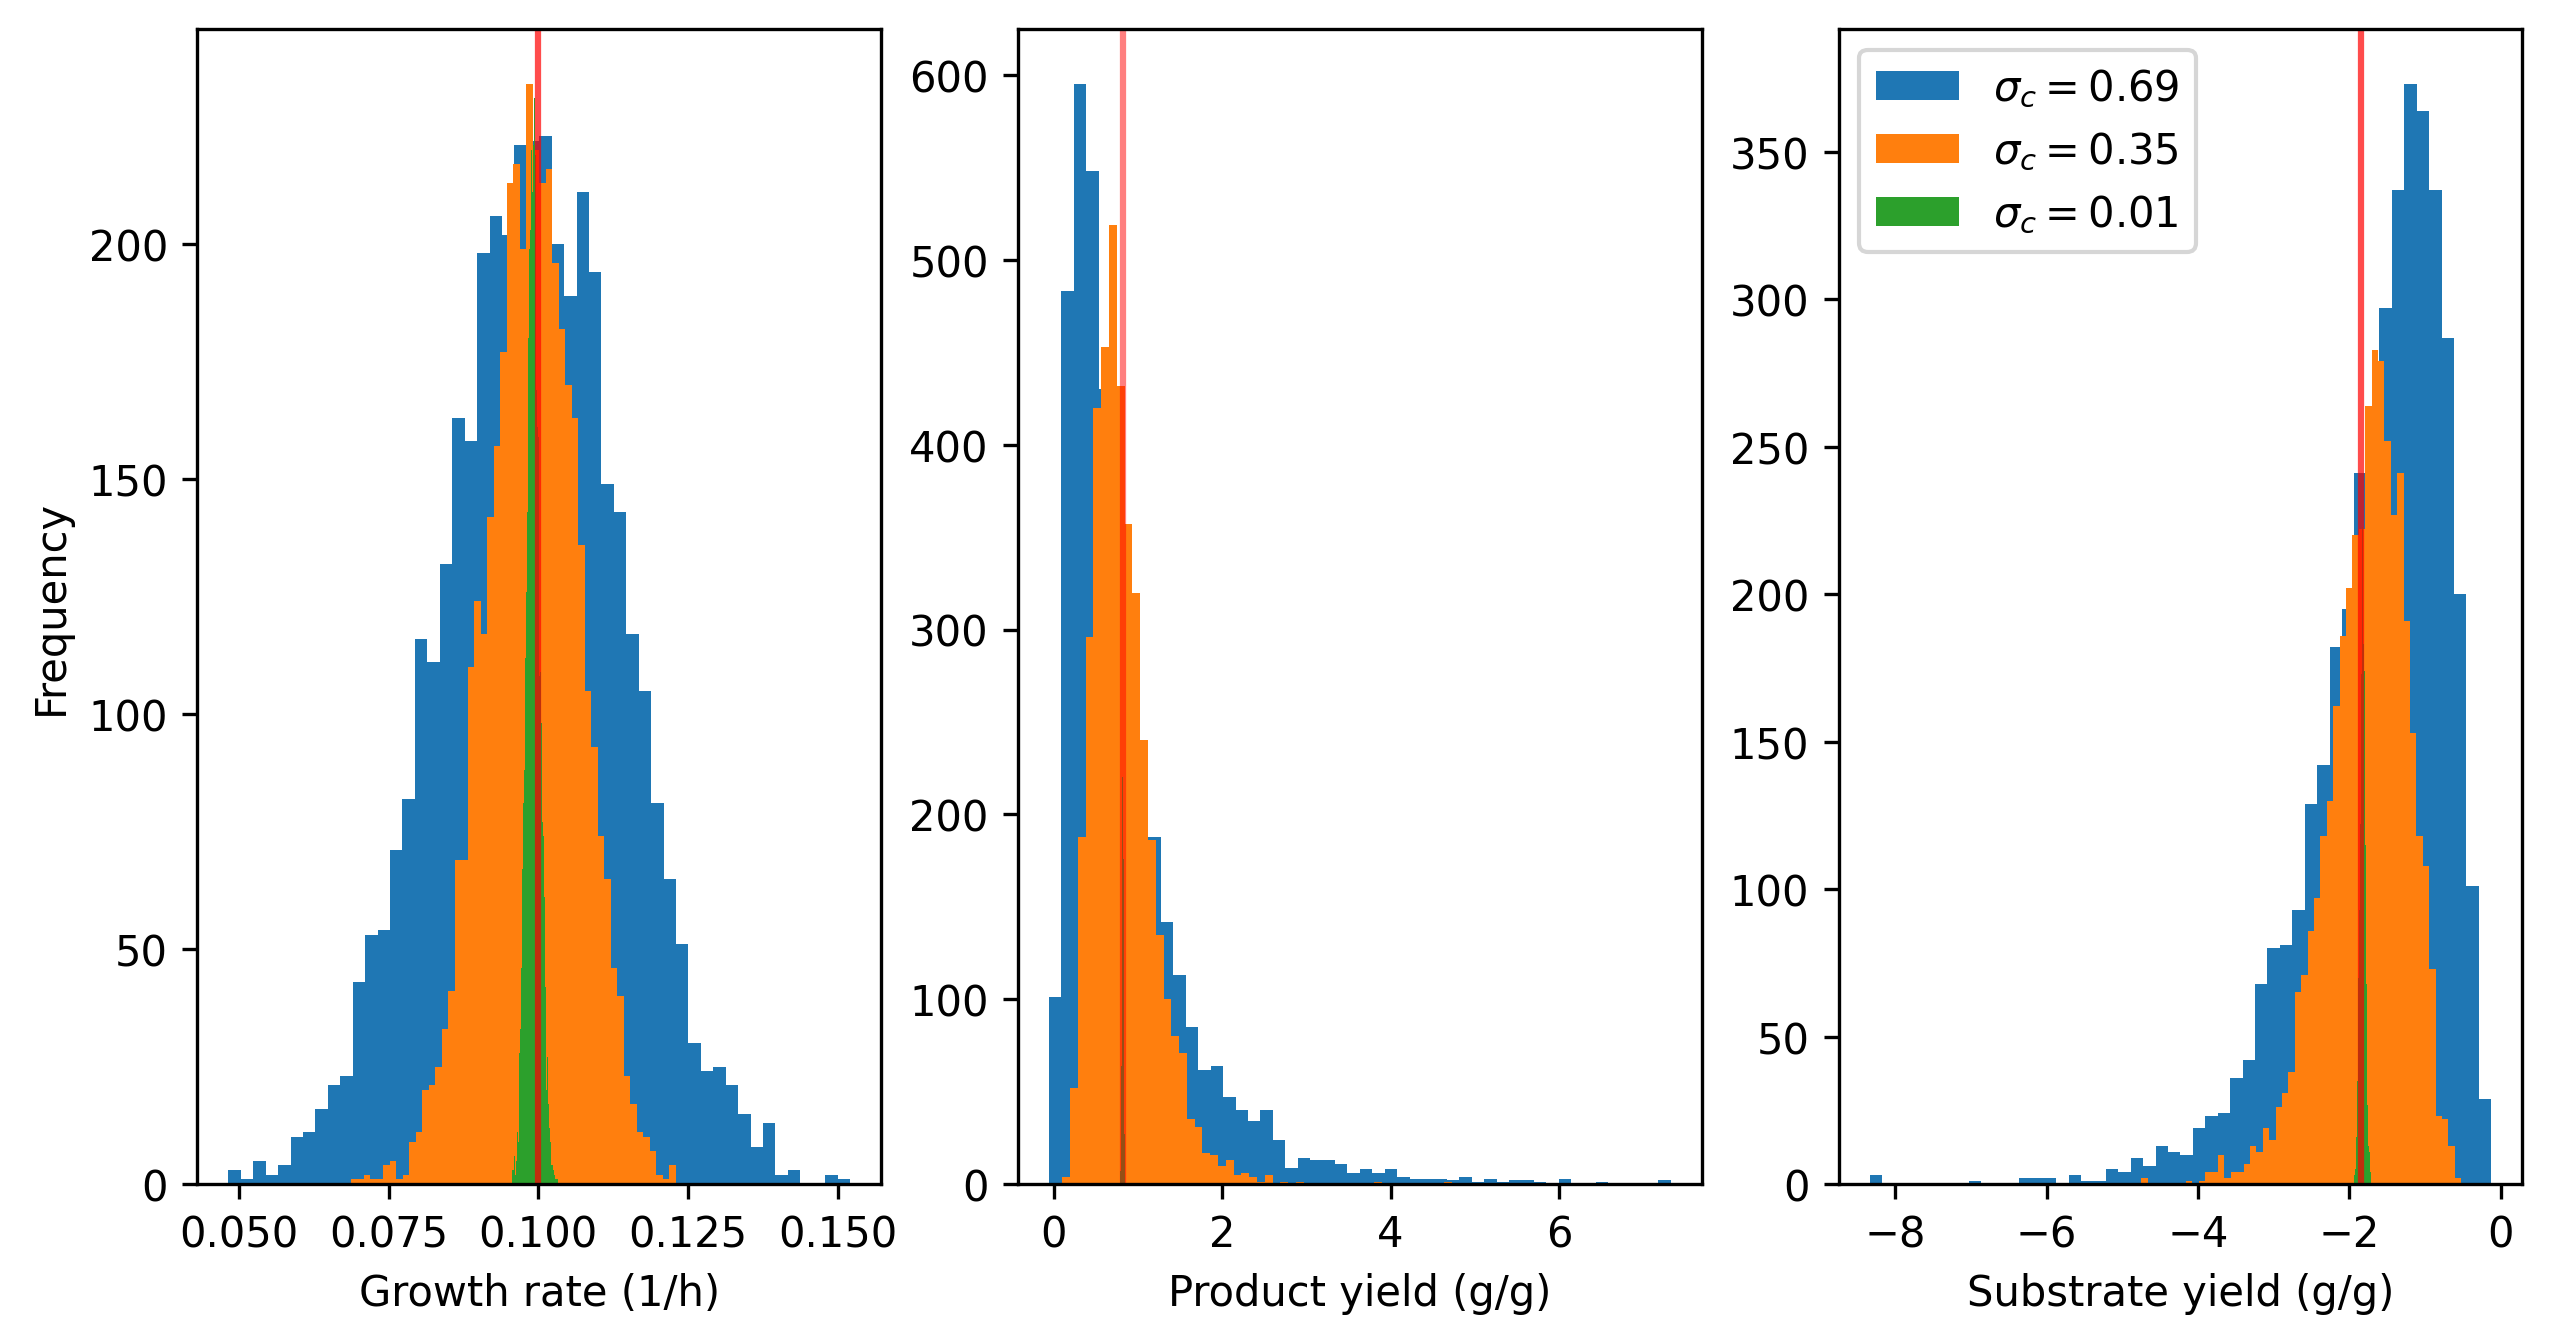 Frequency
200
150
100
50
0
0.050 0.075 0.100 0.125 0.150
Growth rate (1/h)
600
500
400
300
200
100
0
0 2 4 6
Product yield (g/g)
σc = 0.69
σc = 0.35
σc = 0.01
350
300
250
200
150
100
50
0
−8 −6 −4 −2 0
Substrate yield (g/g)